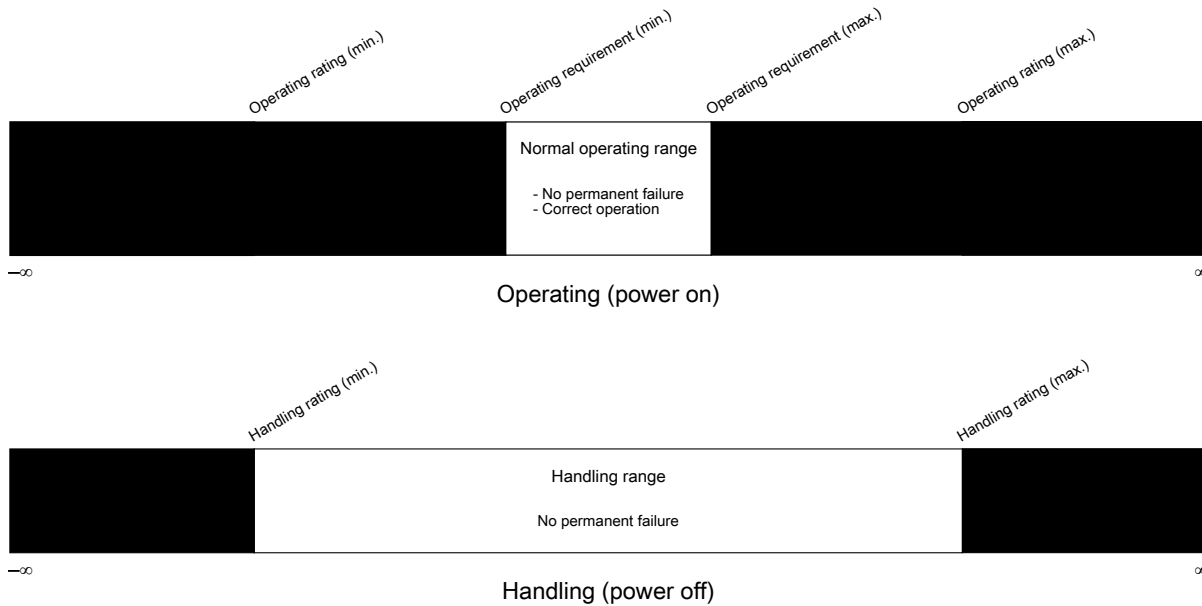 Operating rating (min.)
Operating requirement (min.)
Operating requirement (max.)
Operating rating (max.)
Normal operating range
- No permanent failure
- Correct operation
–∞
∞
Operating (power on)
Handling rating (min.)
Handling rating (max.)
Handling range
No permanent failure
–∞
∞
Handling (power off)